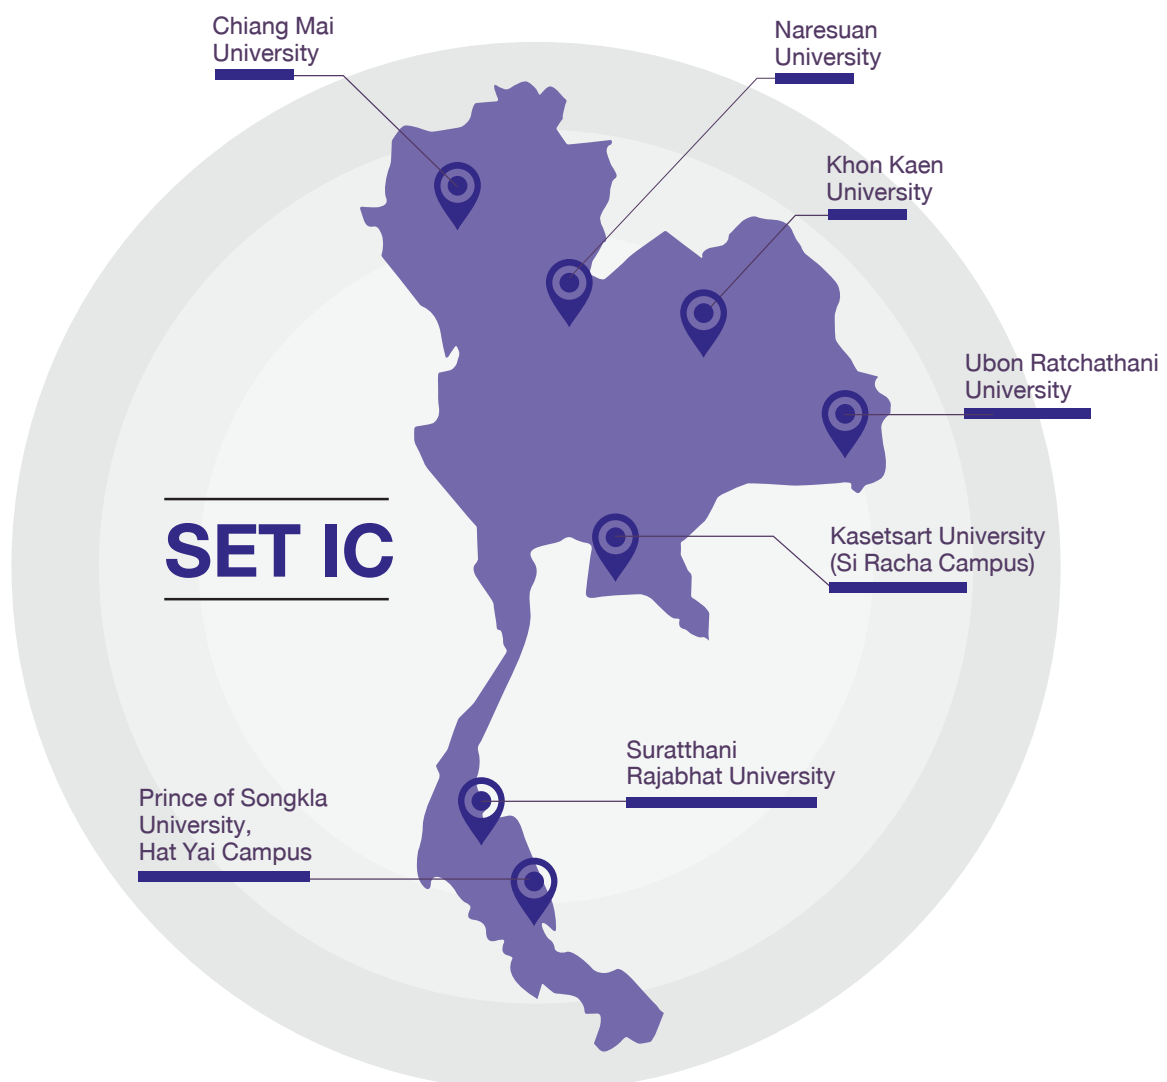 Chiang Mai
University
Naresuan
University
Khon Kaen
University
Ubon Ratchathani
University
SET IC
Kasetsart University
(Si Racha Campus)
Suratthani
Rajabhat University
Prince of Songkla
University,
Hat Yai Campus